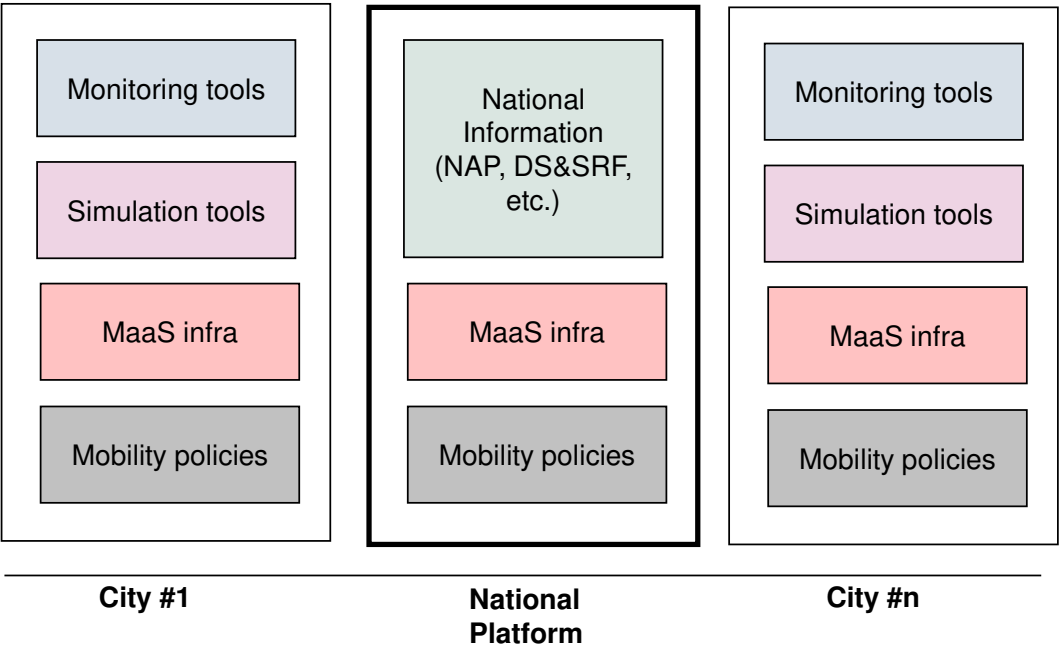 Monitoring tools
Simulation tools
MaaS infra
Mobility policies
National
Information
(NAP, DS&SRF,
etc.)
MaaS infra
Mobility policies
Monitoring tools
Simulation tools
MaaS infra
Mobility policies
City #1
National
Platform
City #n